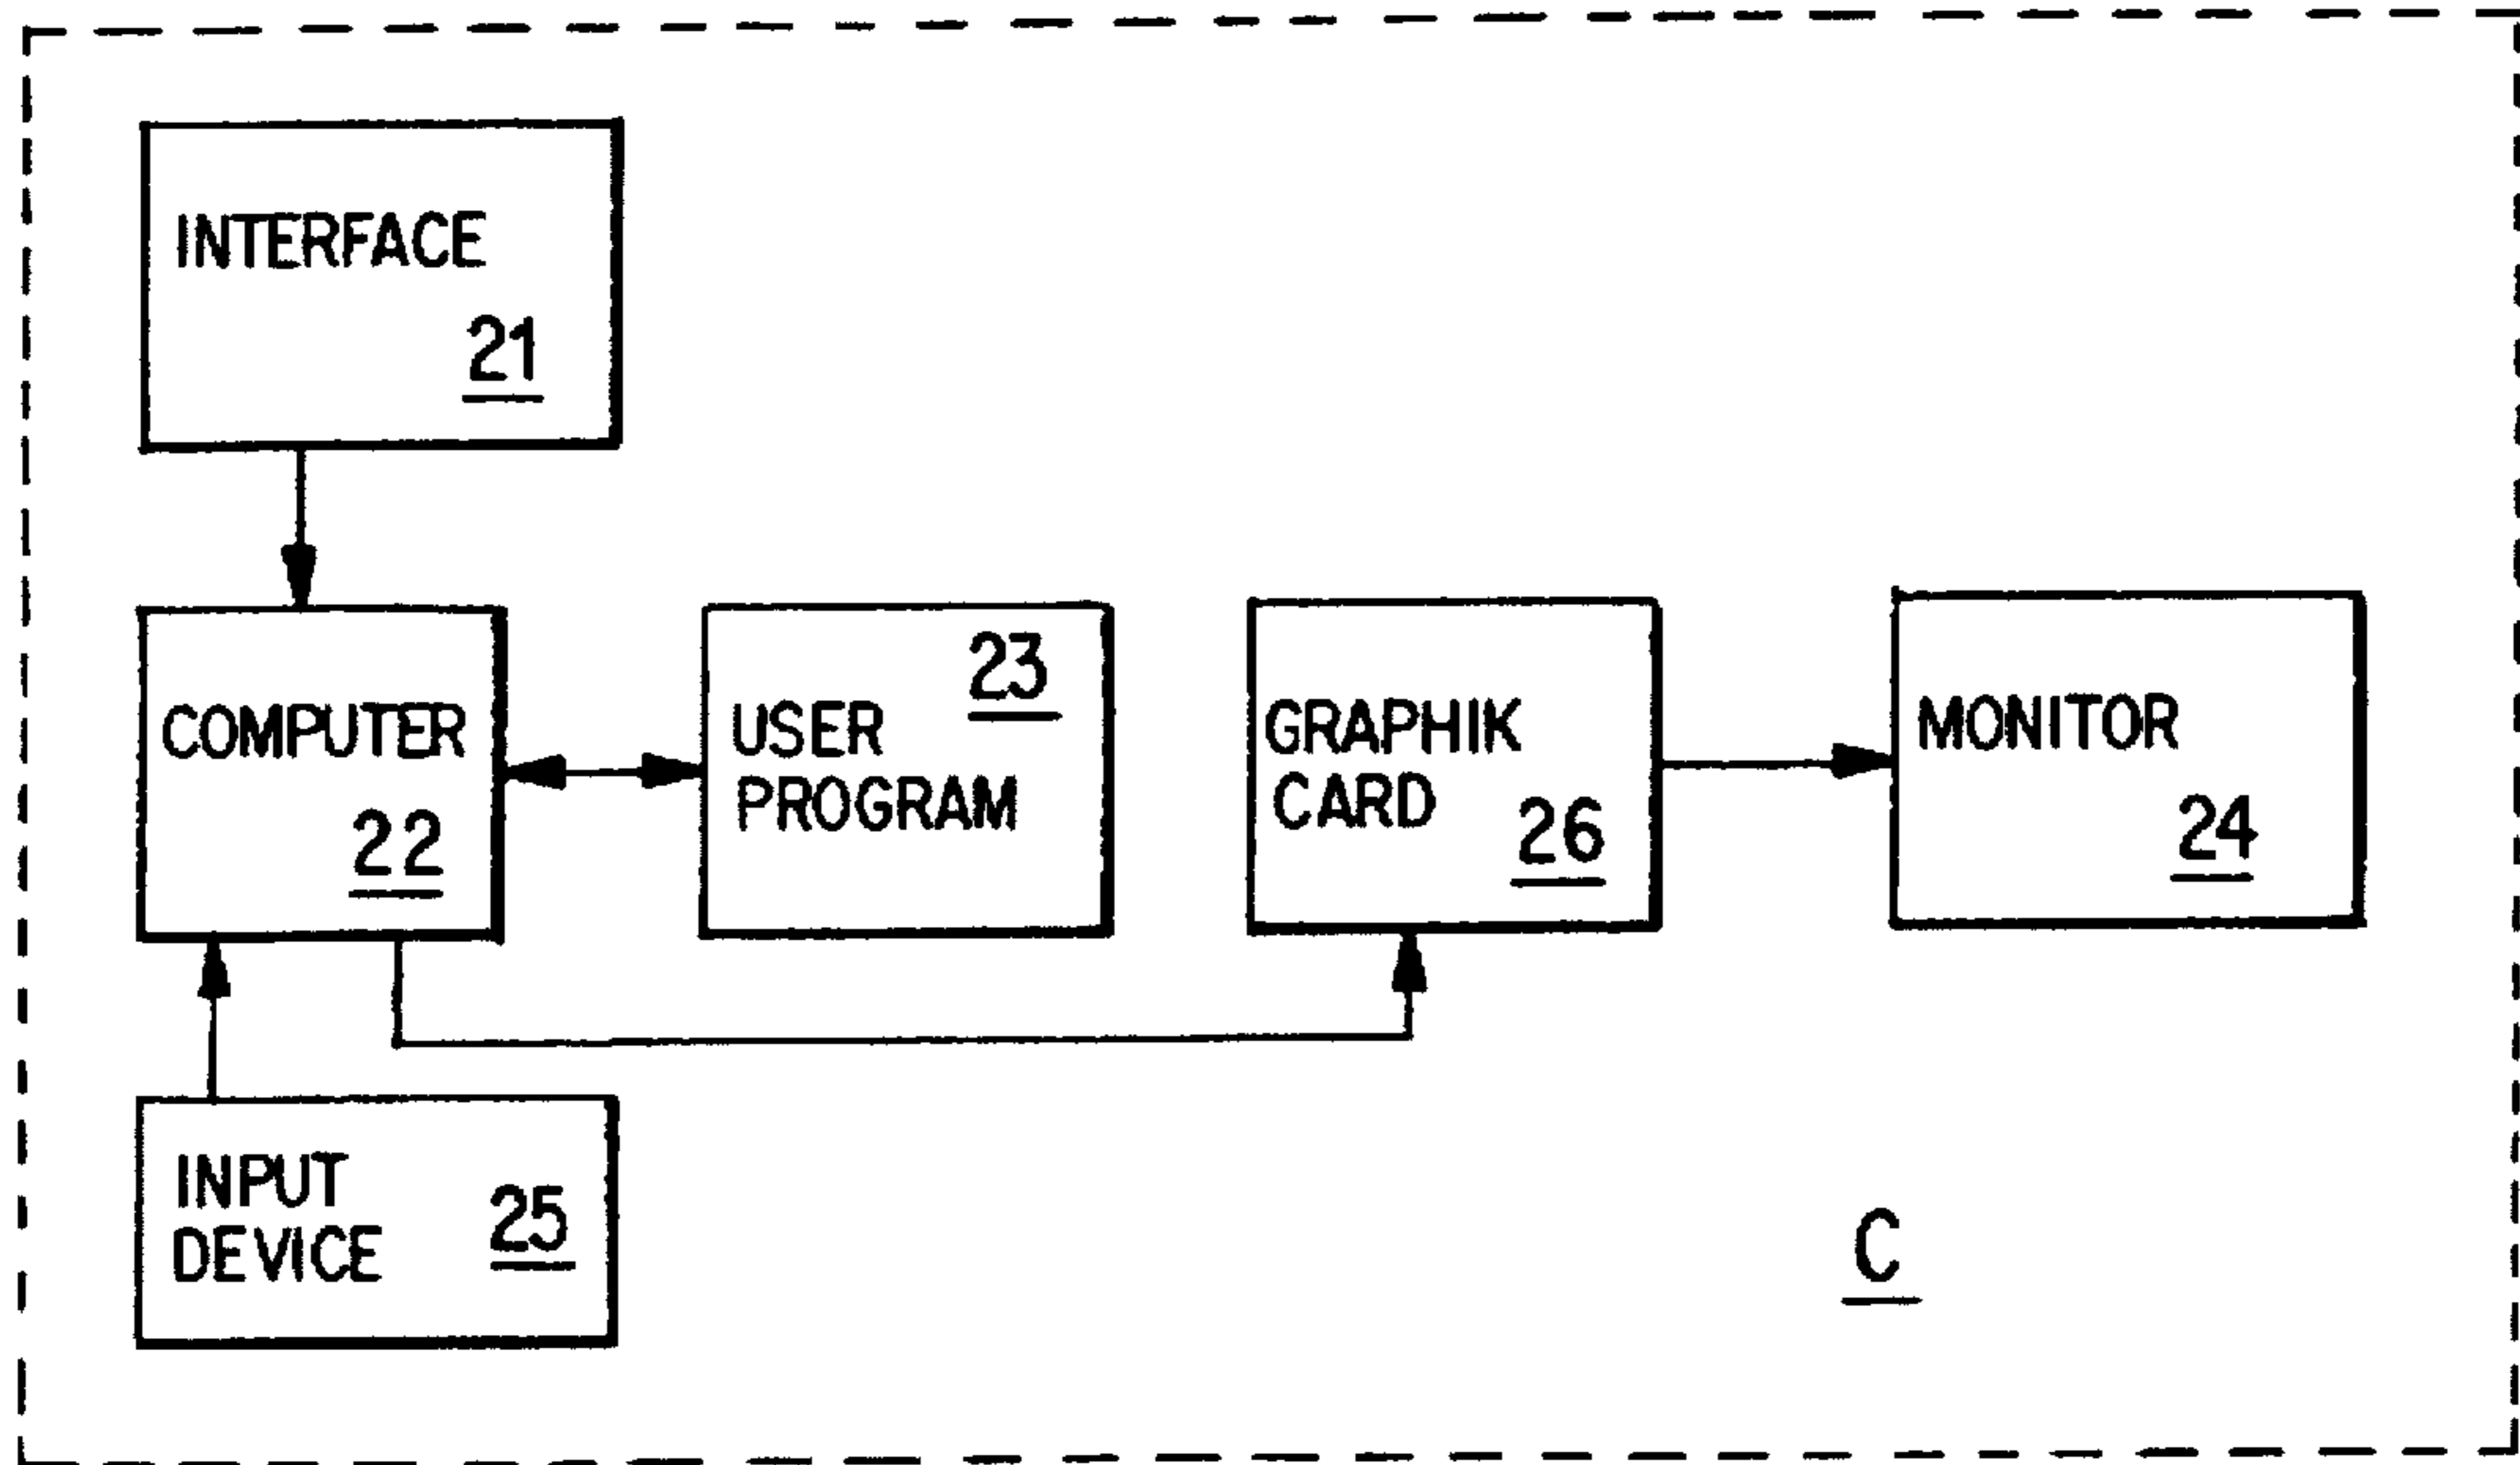 INTERFACE
21
COMPUTER
22
23
USER
PROGRAM
GRAPHIK
CARD
26
MONITOR
24
INPUT
DEVICE
25
C